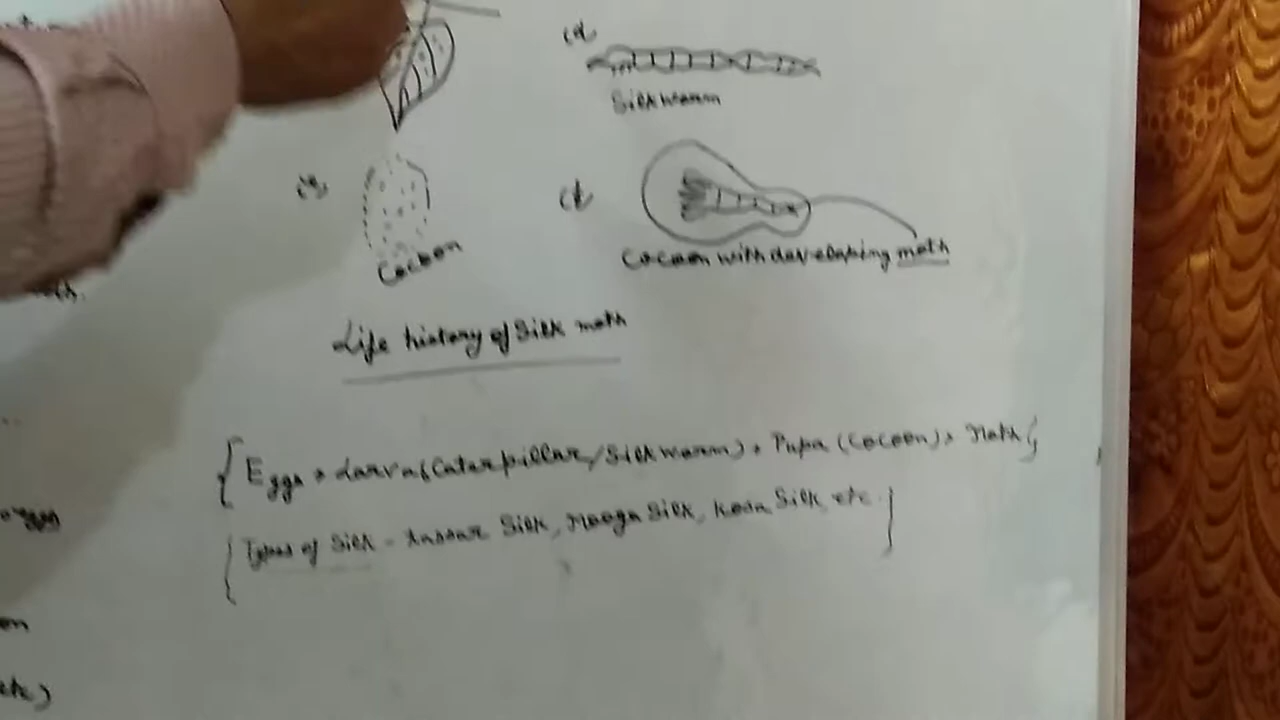 (d)
Silkworm
(e)
Cocoon
(f)
Cocoon with developing moth
Life history of Silk moth
{ Eggs → Larva (Caterpillar/Silkworm) → Pupa (Cocoon) → Moth }
{ Types of Silk - Tassar Silk, Mooga Silk, Kosa Silk, etc. }